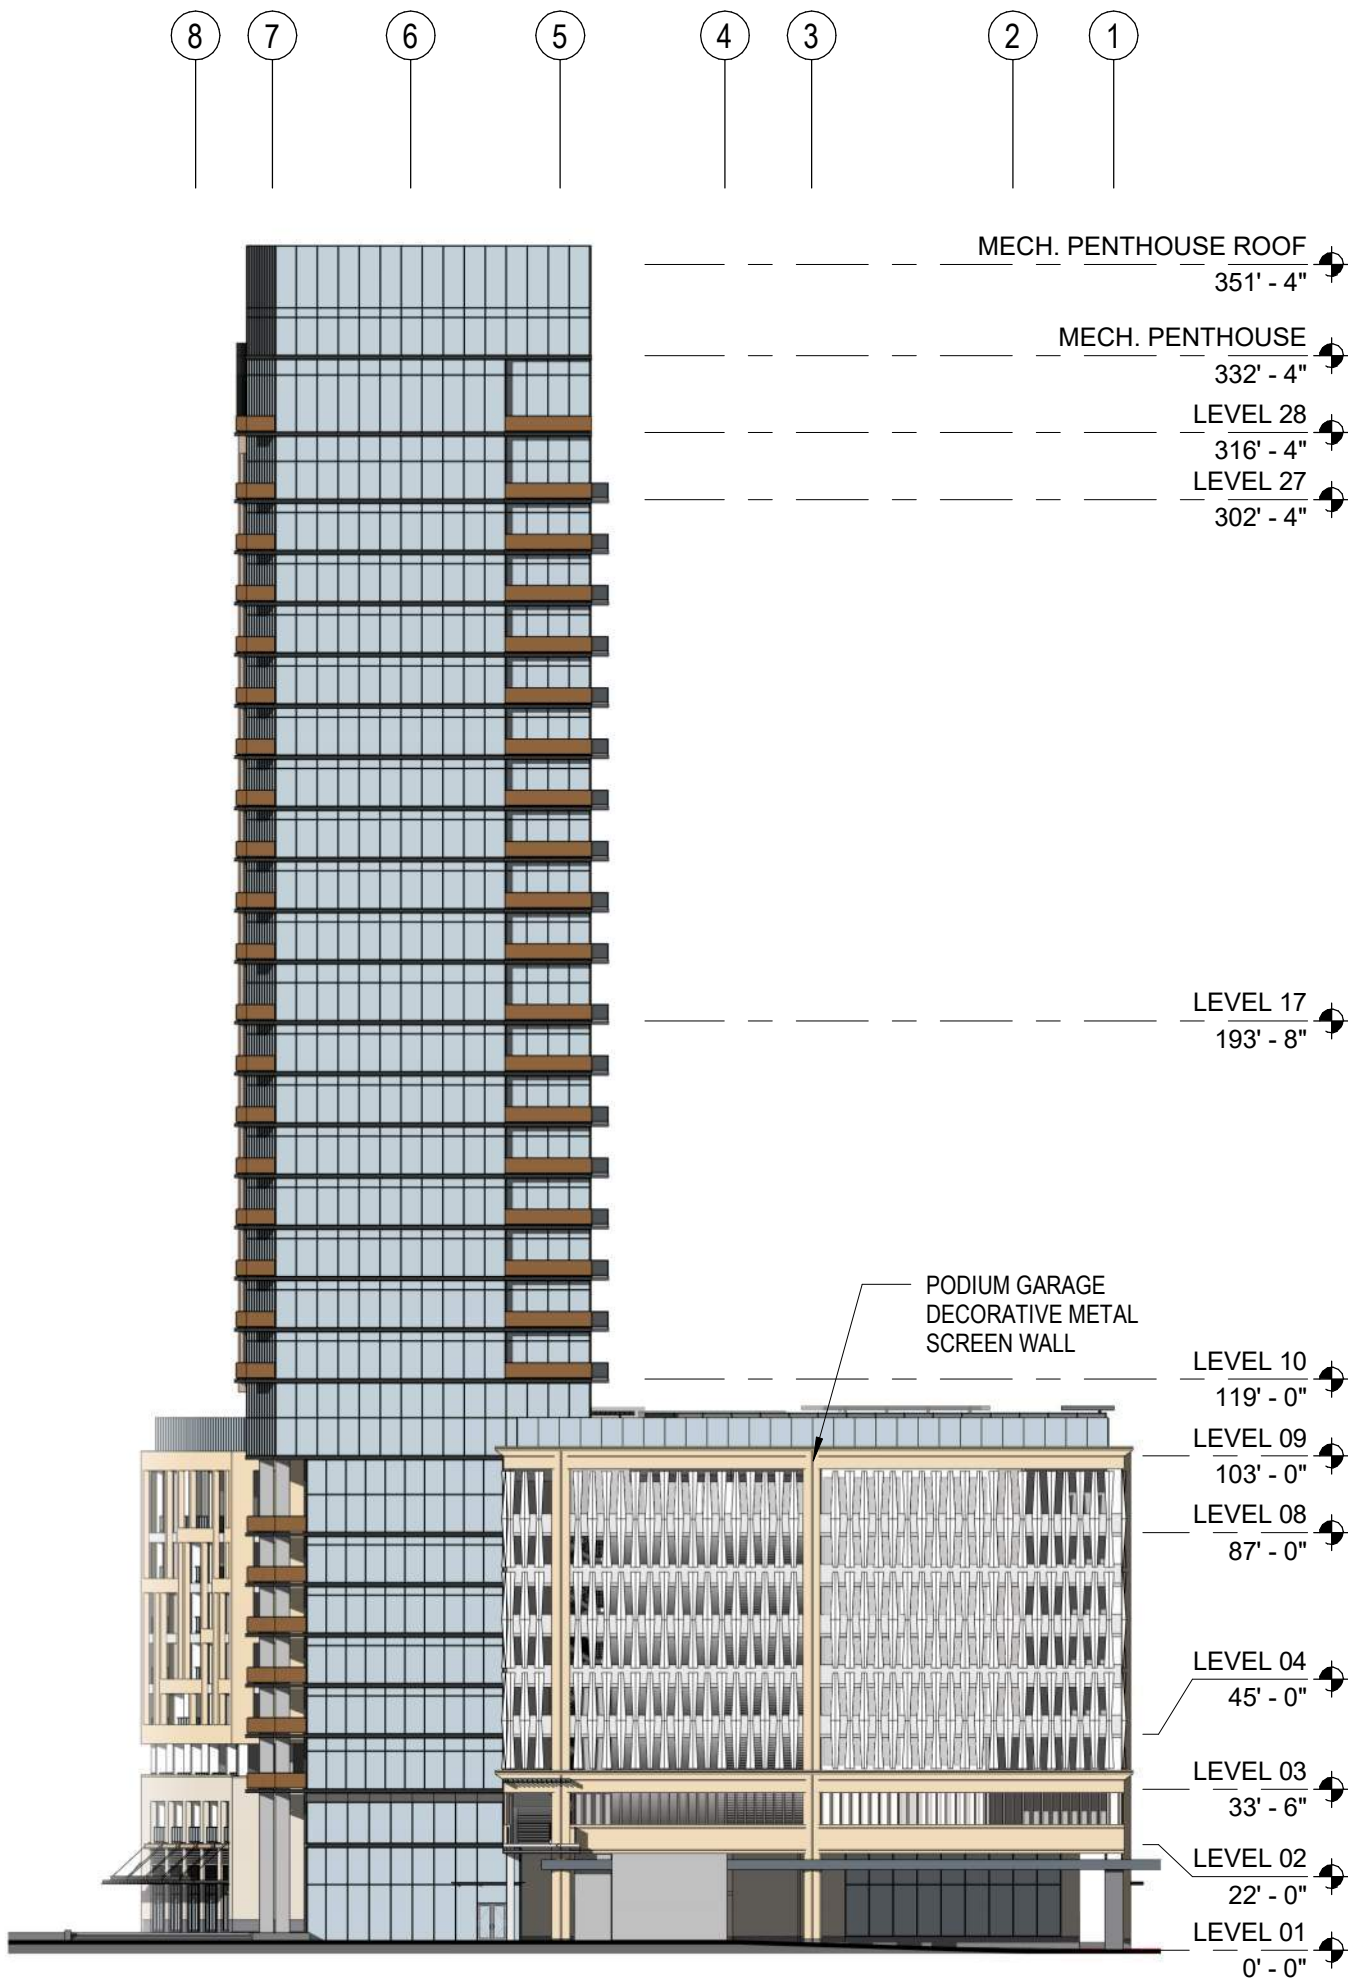 8 7 6 5 4 3 2 1
MECH. PENTHOUSE ROOF
351' - 4"
MECH. PENTHOUSE
332' - 4"
LEVEL 28
316' - 4"
LEVEL 27
302' - 4"
LEVEL 17
193' - 8"
PODIUM GARAGE
DECORATIVE METAL
SCREEN WALL
LEVEL 10
119' - 0"
LEVEL 09
103' - 0"
LEVEL 08
87' - 0"
LEVEL 04
45' - 0"
LEVEL 03
33' - 6"
LEVEL 02
22' - 0"
LEVEL 01
0' - 0"